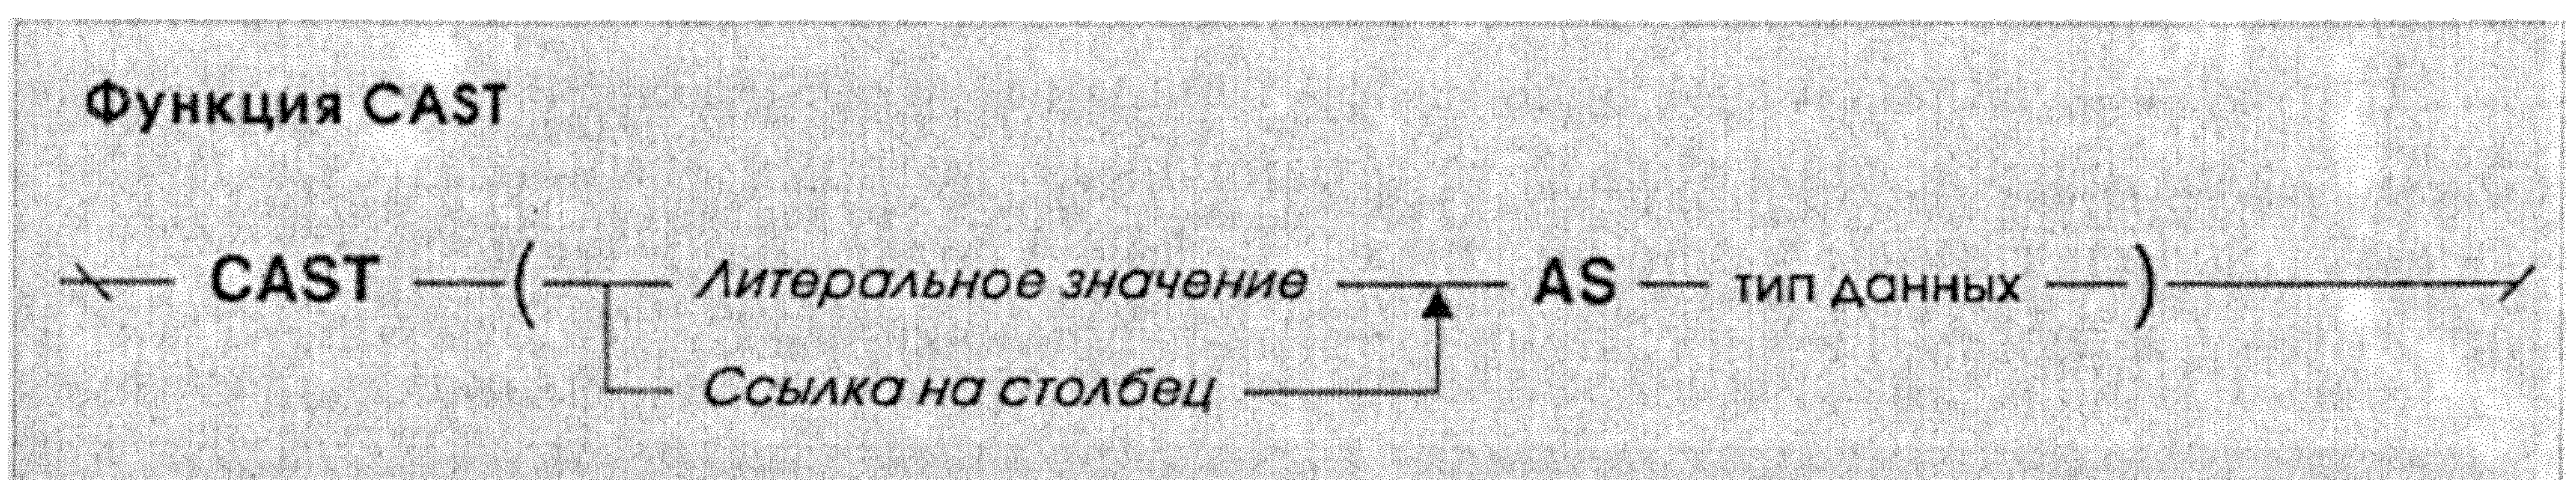 Функция CAST
CAST ( Литеральное значение AS тип данных )
Ссылка на столбец